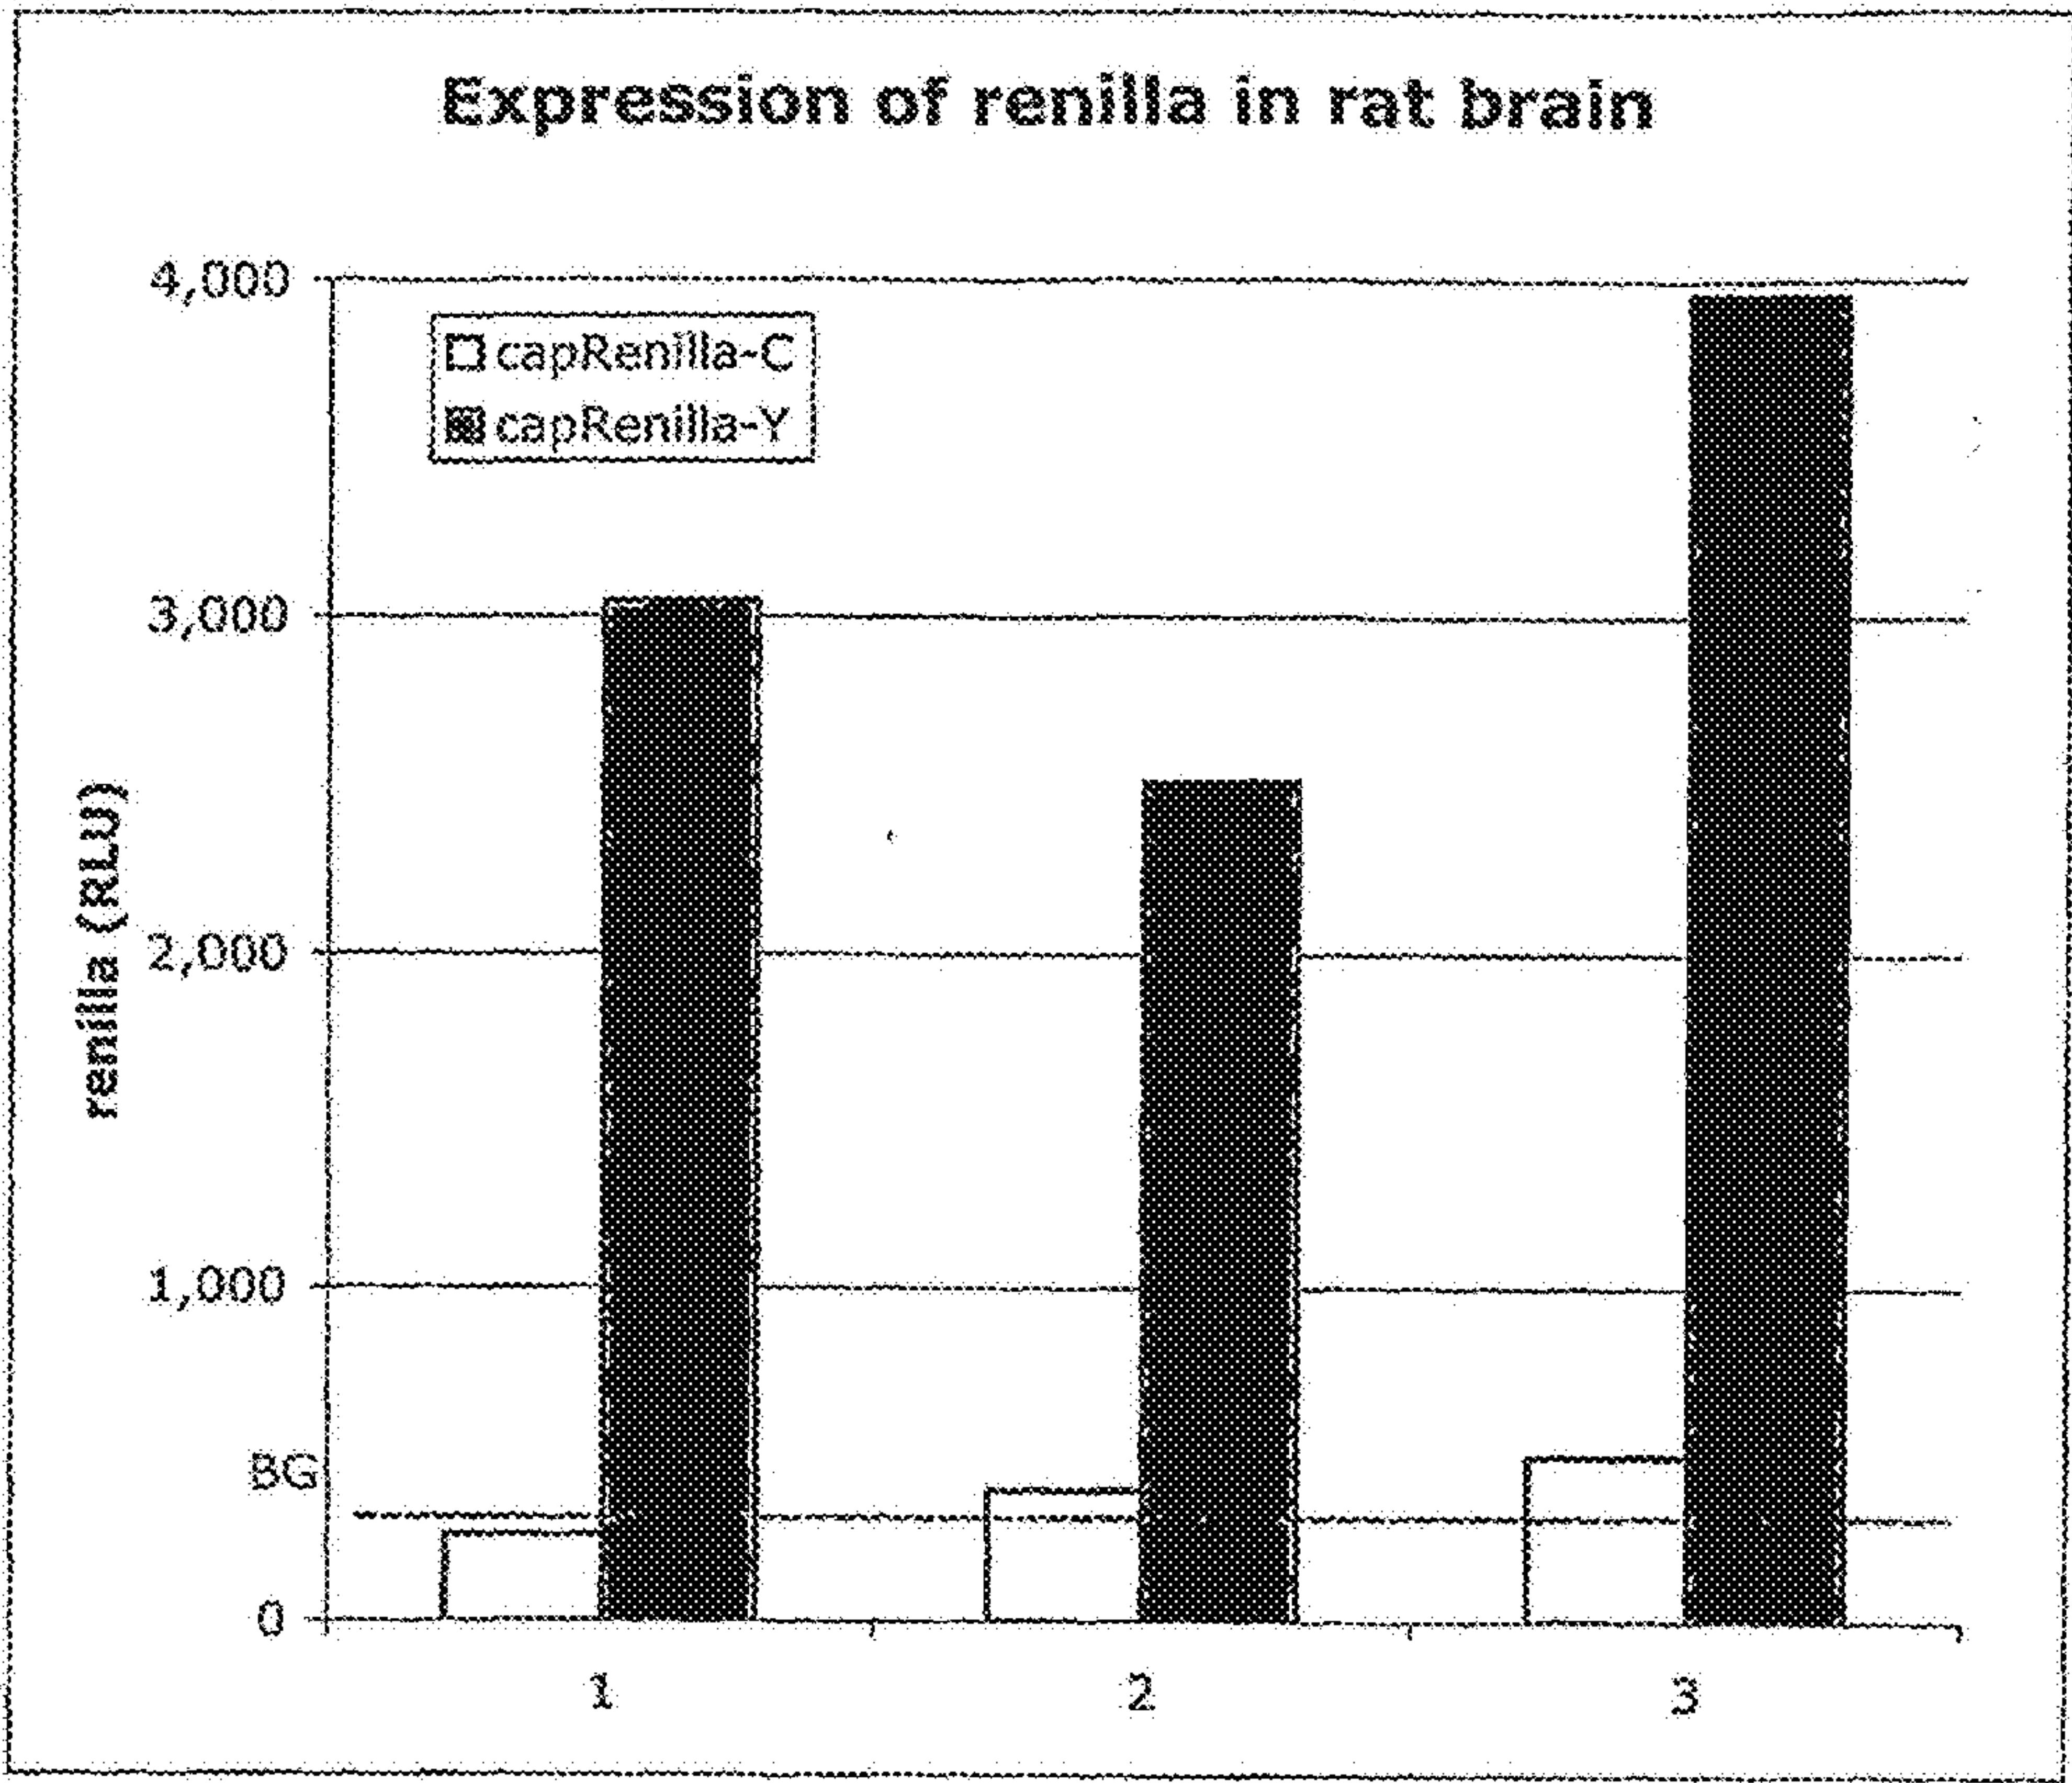 Expression of renilla in rat brain
4,000
capRenilla-C
capRenilla-Y
3,000
renilla (RLU)
2,000
1,000
BG
0
1 2 3